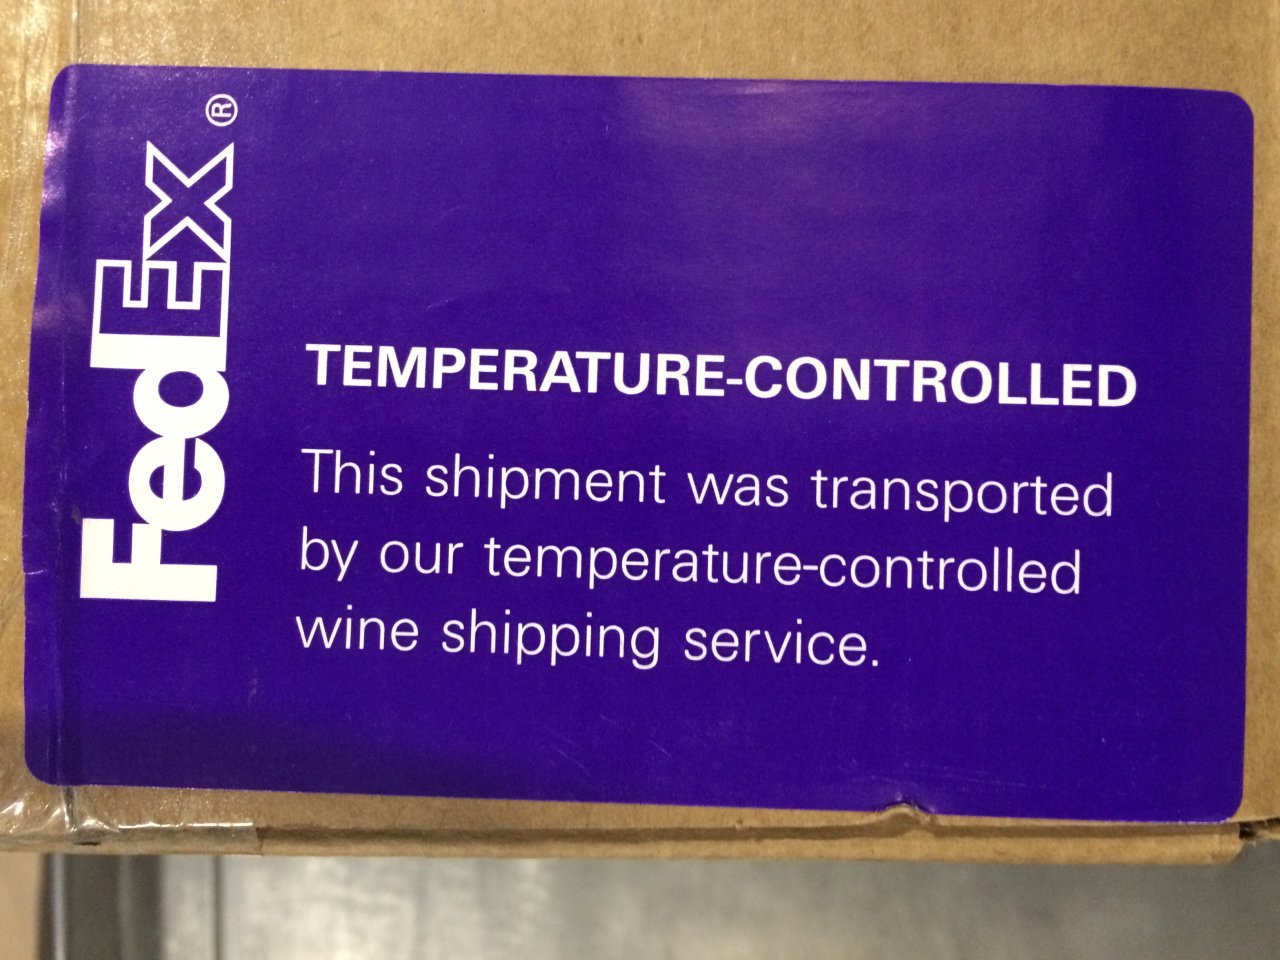 FedEx®
TEMPERATURE-CONTROLLED
This shipment was transported
by our temperature-controlled
wine shipping service.